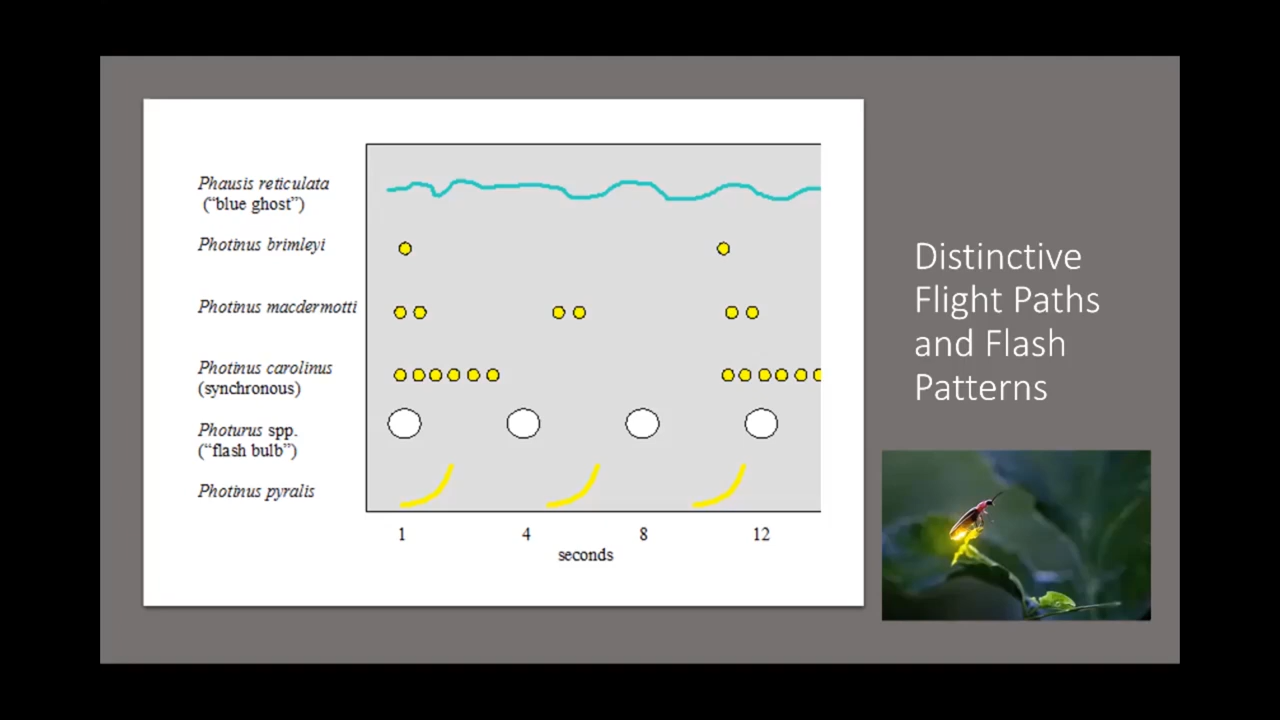 Phausis reticulata
("blue ghost")
Photinus brimleyi
Photinus macdermotti
Photinus carolinus
(synchronous)
Photurus spp.
("flash bulb")
Photinus pyralis
1 4 8 12
seconds
Distinctive
Flight Paths
and Flash
Patterns